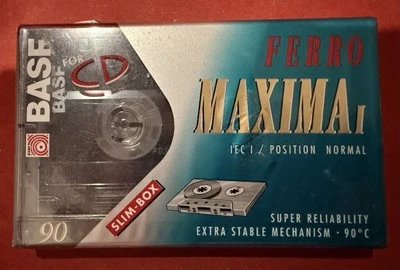 BASF
BASF
FOR
CD
FERRO
MAXIMA I
IEC I / POSITION NORMAL
SLIM-BOX
90
SUPER RELIABILITY
EXTRA STABLE MECHANISM · 90°C